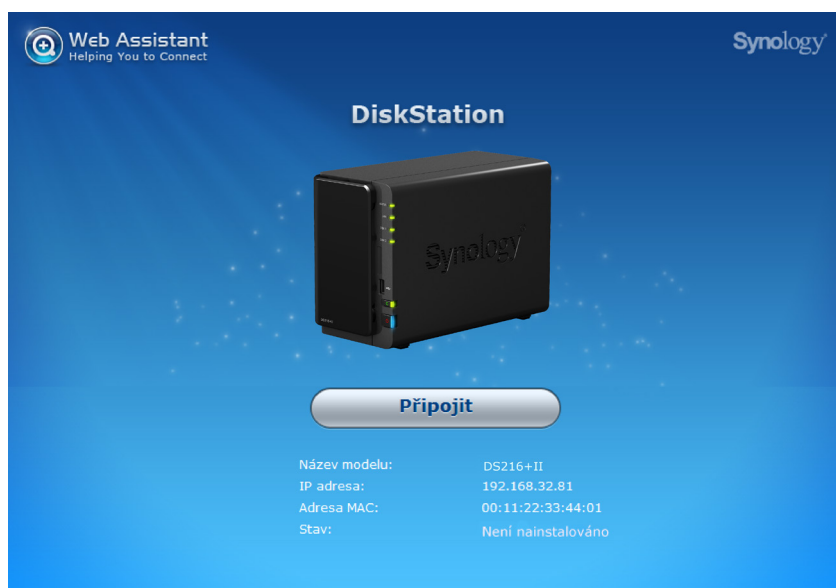 Web Assistant
Helping You to Connect
Synology
DiskStation
Synology
Připojit
Název modelu: DS216+II
IP adresa: 192.168.32.81
Adresa MAC: 00:11:22:33:44:01
Stav: Není nainstalováno